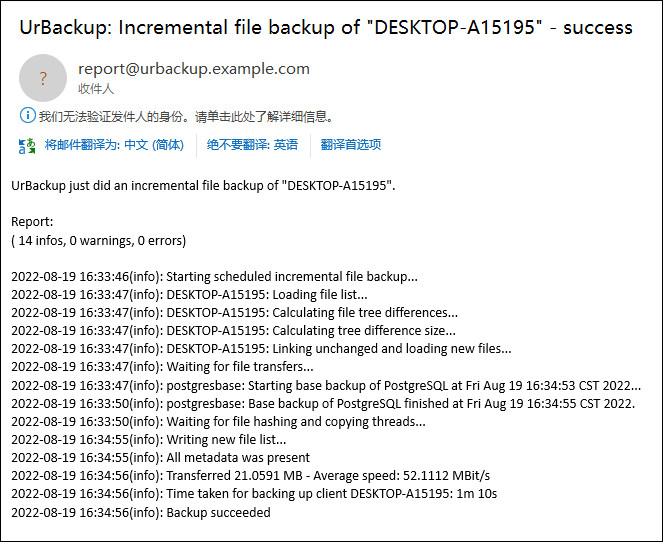 UrBackup: Incremental file backup of "DESKTOP-A15195" - success
?
report@urbackup.example.com
收件人
我们无法验证发件人的身份。请单击此处了解详细信息。
将邮件翻译为: 中文 (简体) 绝不要翻译: 英语 翻译首选项
UrBackup just did an incremental file backup of "DESKTOP-A15195".
Report:
( 14 infos, 0 warnings, 0 errors)
2022-08-19 16:33:46(info): Starting scheduled incremental file backup...
2022-08-19 16:33:47(info): DESKTOP-A15195: Loading file list...
2022-08-19 16:33:47(info): DESKTOP-A15195: Calculating file tree differences...
2022-08-19 16:33:47(info): DESKTOP-A15195: Calculating tree difference size...
2022-08-19 16:33:47(info): DESKTOP-A15195: Linking unchanged and loading new files...
2022-08-19 16:33:47(info): Waiting for file transfers...
2022-08-19 16:33:47(info): postgresbase: Starting base backup of PostgreSQL at Fri Aug 19 16:34:53 CST 2022...
2022-08-19 16:33:50(info): postgresbase: Base backup of PostgreSQL finished at Fri Aug 19 16:34:55 CST 2022.
2022-08-19 16:33:50(info): Waiting for file hashing and copying threads...
2022-08-19 16:34:55(info): Writing new file list...
2022-08-19 16:34:55(info): All metadata was present
2022-08-19 16:34:56(info): Transferred 21.0591 MB - Average speed: 52.1112 MBit/s
2022-08-19 16:34:56(info): Time taken for backing up client DESKTOP-A15195: 1m 10s
2022-08-19 16:34:56(info): Backup succeeded